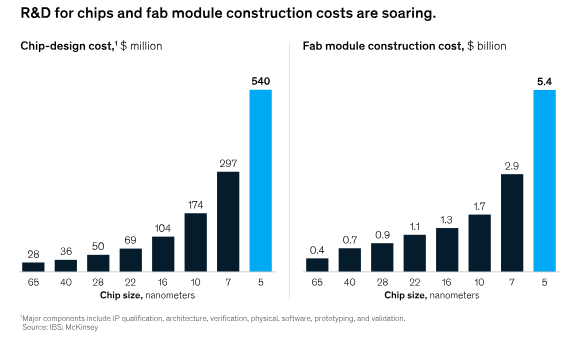 R&D for chips and fab module construction costs are soaring.
Chip-design cost,¹ $ million
540
297
174
104
69
50
36
28
65 40 28 22 16 10 7 5
Chip size, nanometers
Fab module construction cost, $ billion
5.4
2.9
1.7
1.3
1.1
0.9
0.7
0.4
65 40 28 22 16 10 7 5
Chip size, nanometers
¹Major components include IP qualification, architecture, verification, physical, software, prototyping, and validation.
Source: IBS; McKinsey